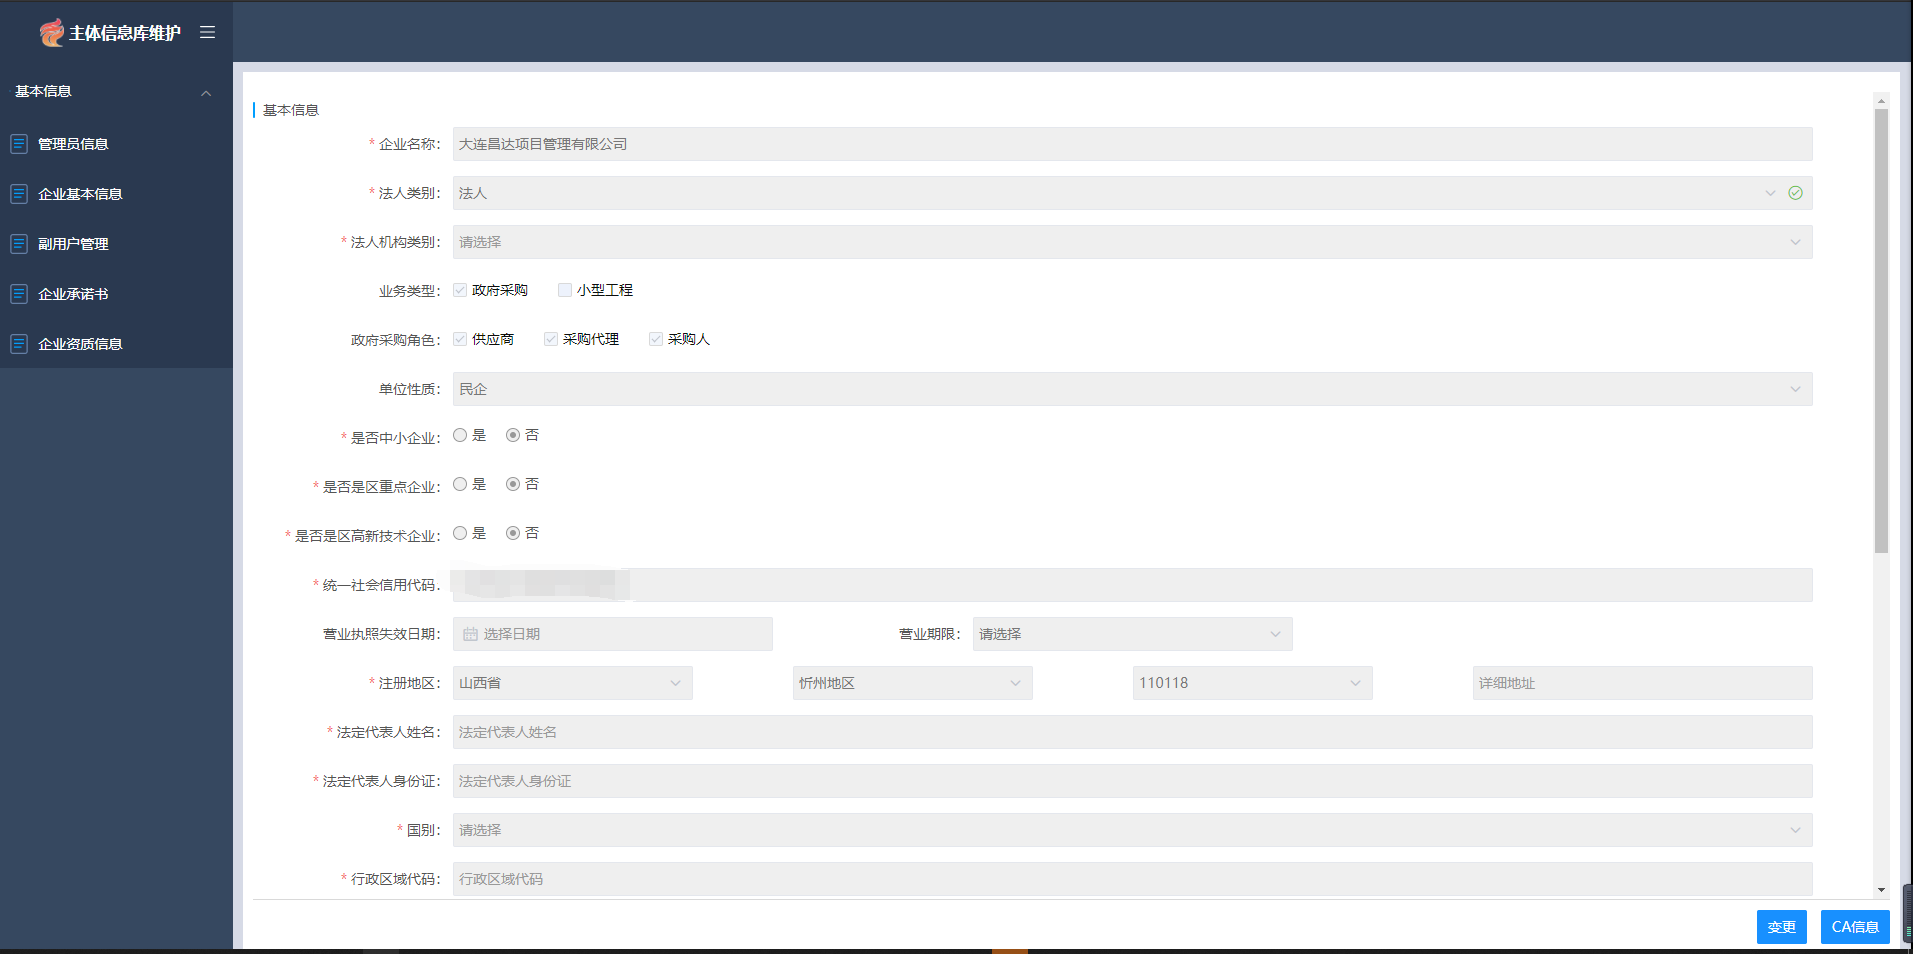 主体信息库维护
基本信息
管理员信息
企业基本信息
副用户管理
企业承诺书
企业资质信息
基本信息
* 企业名称: 大连昌达项目管理有限公司
* 法人类别: 法人
* 法人机构类别: 请选择
业务类型: 政府采购 小型工程
政府采购角色: 供应商 采购代理 采购人
单位性质: 民企
* 是否中小企业: 是 否
* 是否是区重点企业: 是 否
* 是否是区高新技术企业: 是 否
* 统一社会信用代码:
营业执照失效日期: 选择日期 营业期限: 请选择
* 注册地区: 山西省 忻州地区 110118 详细地址
* 法定代表人姓名: 法定代表人姓名
* 法定代表人身份证: 法定代表人身份证
* 国别: 请选择
* 行政区域代码: 行政区域代码
变更 CA信息